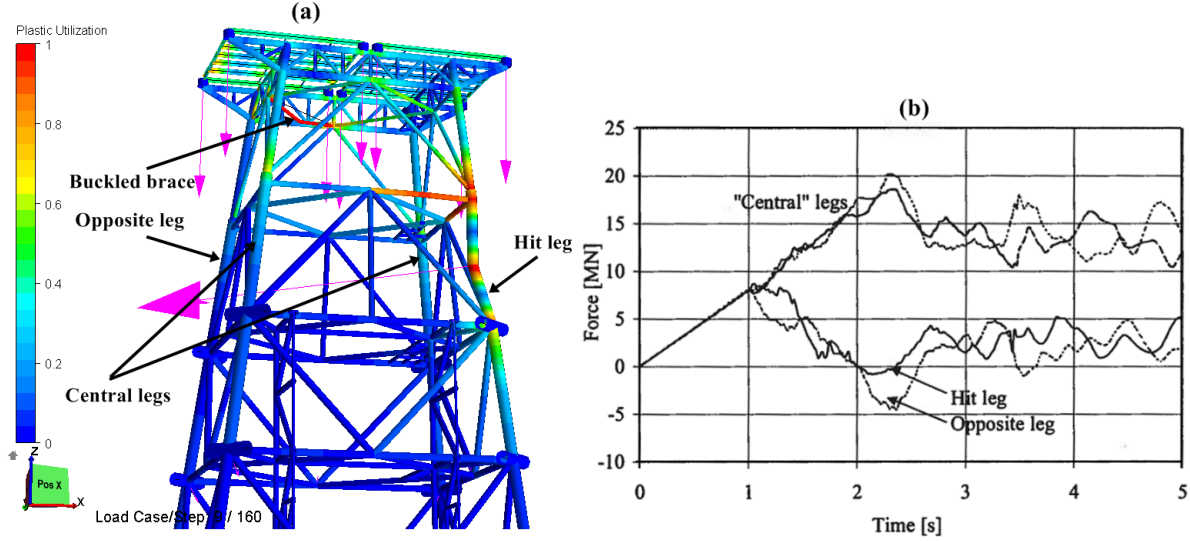 (a)
Plastic Utilization
1
0.8
0.6
0.4
0.2
0
Buckled brace
Opposite leg
Hit leg
Central legs
Z
Pos X
X
Load Case/Step: 9 / 160
(b)
25
20
15
10
5
0
-5
-10
Force [MN]
"Central" legs
Hit leg
Opposite leg
0
1
2
3
4
5
Time [s]